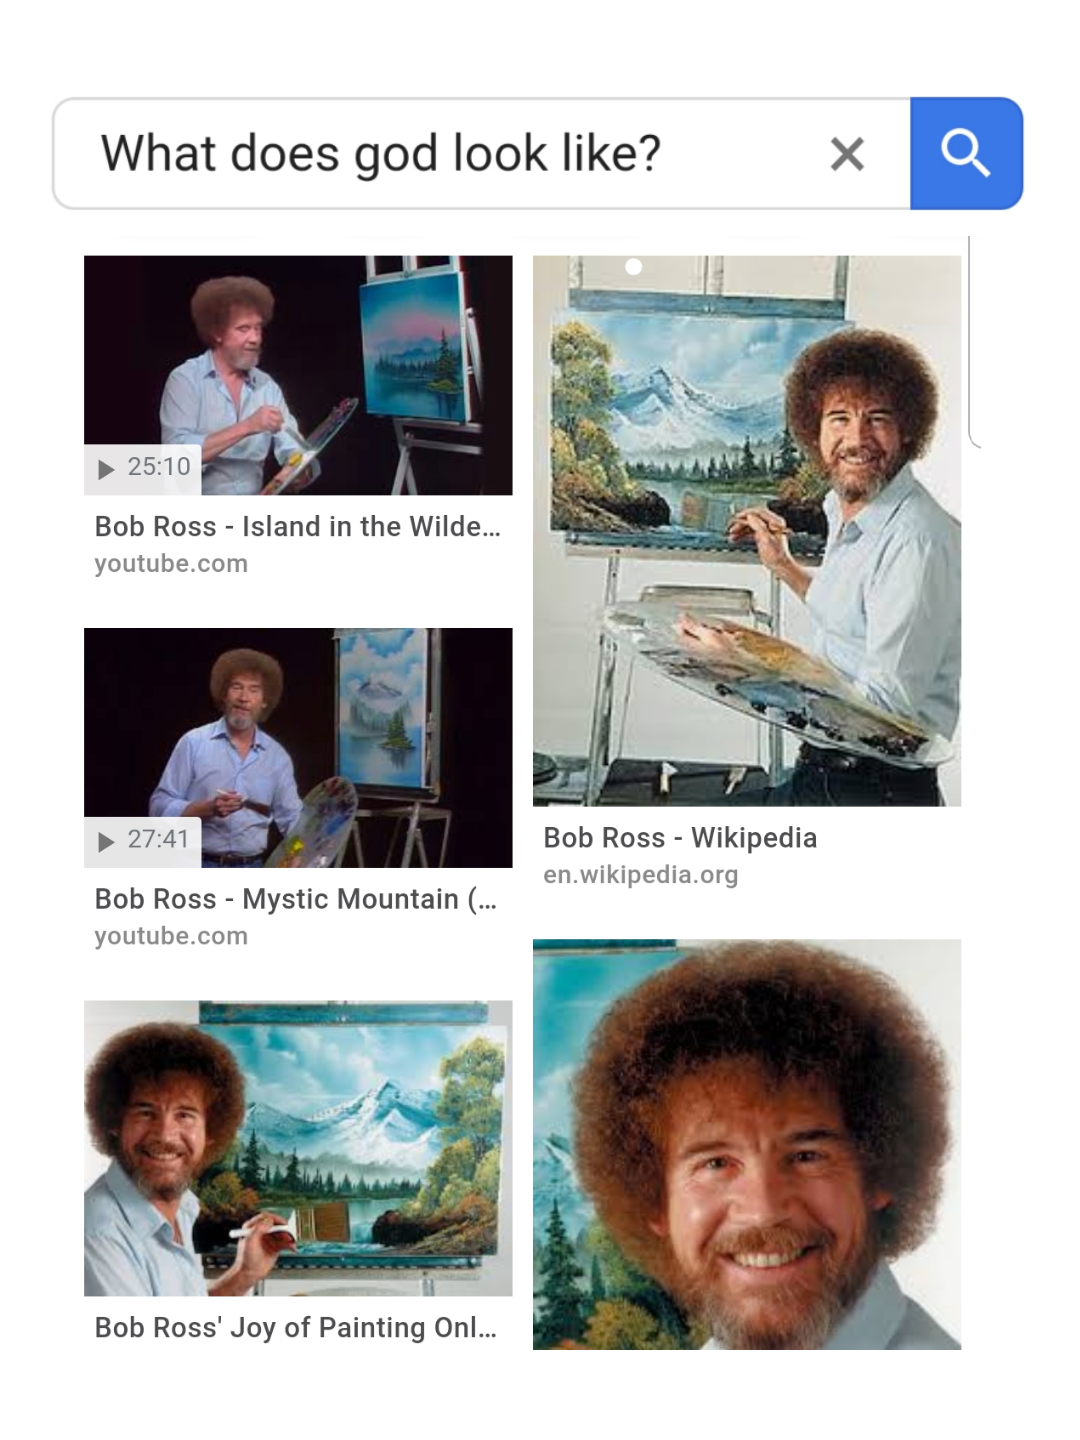 What does god look like?
25:10
Bob Ross - Island in the Wilde...
youtube.com
27:41
Bob Ross - Mystic Mountain (...
youtube.com
Bob Ross' Joy of Painting Onl...
Bob Ross - Wikipedia
en.wikipedia.org